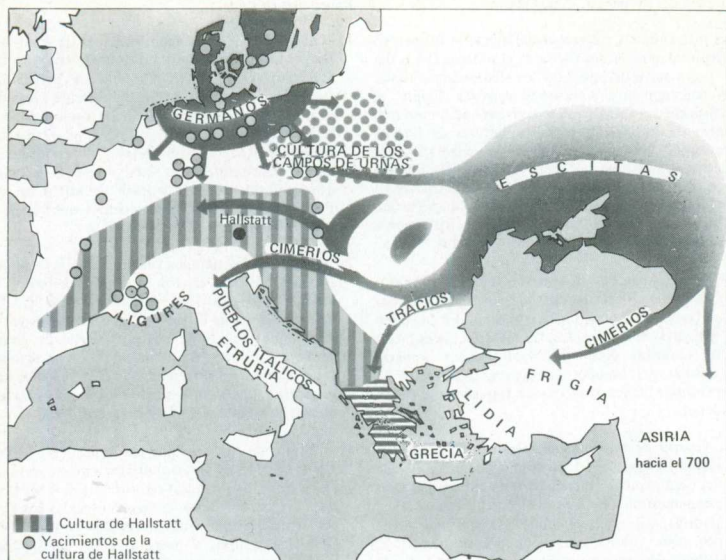 GERMANOS
CULTURA DE LOS
CAMPOS DE URNAS
ESCITAS
Hallstatt
CIMERIOS
TRACIOS
CIMERIOS
LIGURES
PUEBLOS ITALICOS
ETRURIA
FRIGIA
LIDIA
GRECIA
ASIRIA
hacia el 700
Cultura de Hallstatt
Yacimientos de la
cultura de Hallstatt